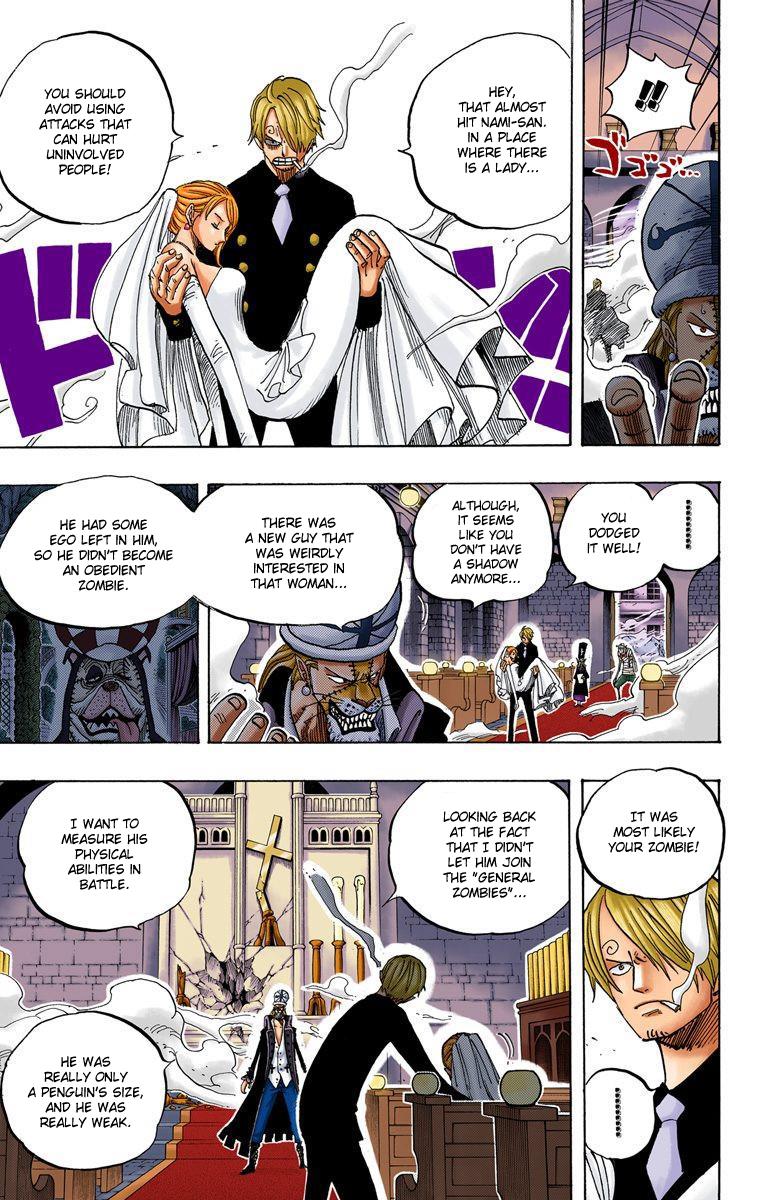 !!
ゴゴゴゴ...
HEY,
THAT ALMOST
HIT NAMI-SAN.
IN A PLACE
WHERE THERE
IS A LADY...
YOU SHOULD
AVOID USING
ATTACKS THAT
CAN HURT
UNINVOLVED
PEOPLE!
ドン
........
YOU
DODGED
IT WELL!
ALTHOUGH,
IT SEEMS
LIKE YOU
DON'T HAVE
A SHADOW
ANYMORE...
THERE WAS
A NEW GUY THAT
WAS WEIRDLY
INTERESTED IN
THAT WOMAN...
HE HAD SOME
EGO LEFT IN HIM,
SO HE DIDN'T BECOME
AN OBEDIENT
ZOMBIE.
IT WAS
MOST LIKELY
YOUR ZOMBIE!
........
LOOKING BACK
AT THE FACT
THAT I DIDN'T
LET HIM JOIN
THE "GENERAL
ZOMBIES"...
I WANT TO
MEASURE HIS
PHYSICAL
ABILITIES IN
BATTLE.
HE WAS
REALLY ONLY
A PENGUIN'S SIZE,
AND HE WAS
REALLY WEAK.